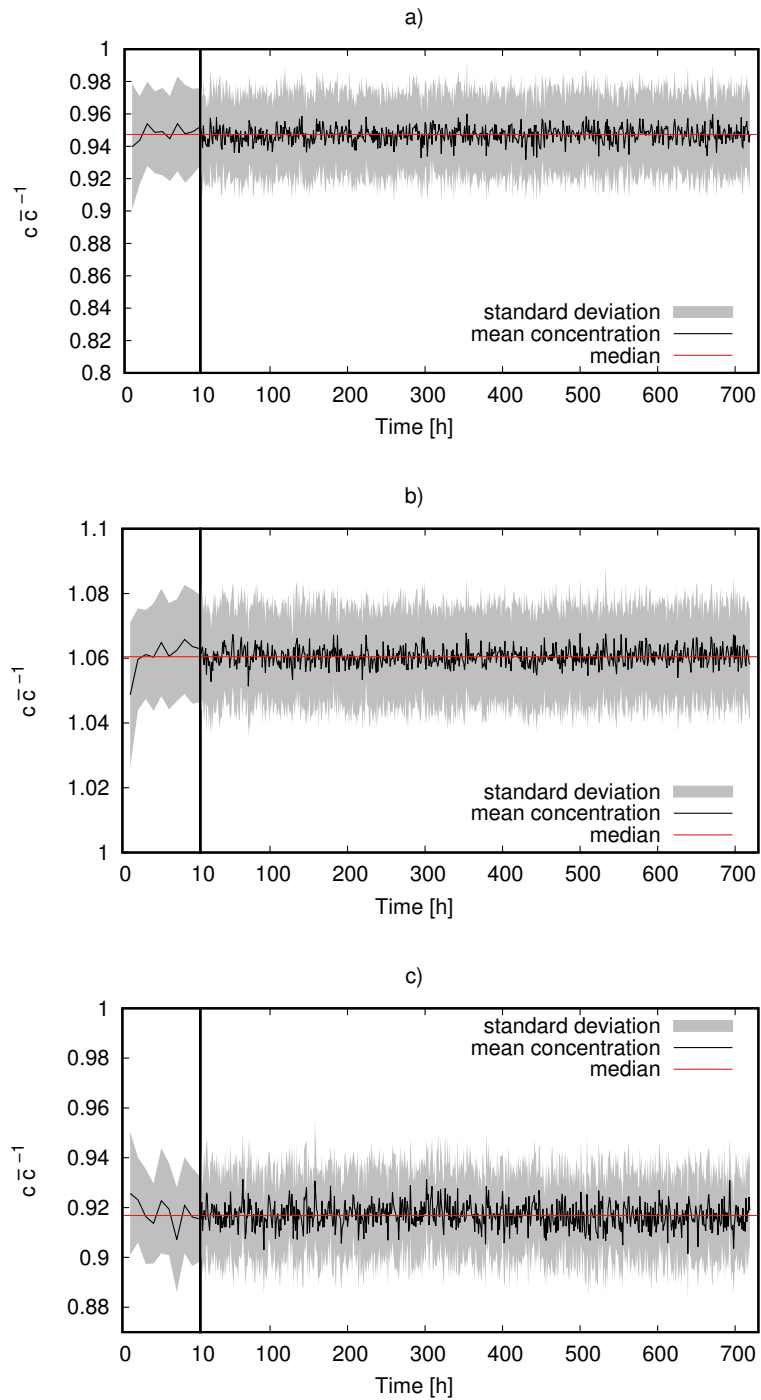 a)
1
0.98
0.96
0.94
0.92
0.9
0.88
0.86
0.84
0.82
0.8
c c̄⁻¹
standard deviation
mean concentration
median
0 10 100 200 300 400 500 600 700
Time [h]
b)
1.1
1.08
1.06
1.04
1.02
1
c c̄⁻¹
standard deviation
mean concentration
median
0 10 100 200 300 400 500 600 700
Time [h]
c)
1
0.98
0.96
0.94
0.92
0.9
0.88
c c̄⁻¹
standard deviation
mean concentration
median
0 10 100 200 300 400 500 600 700
Time [h]